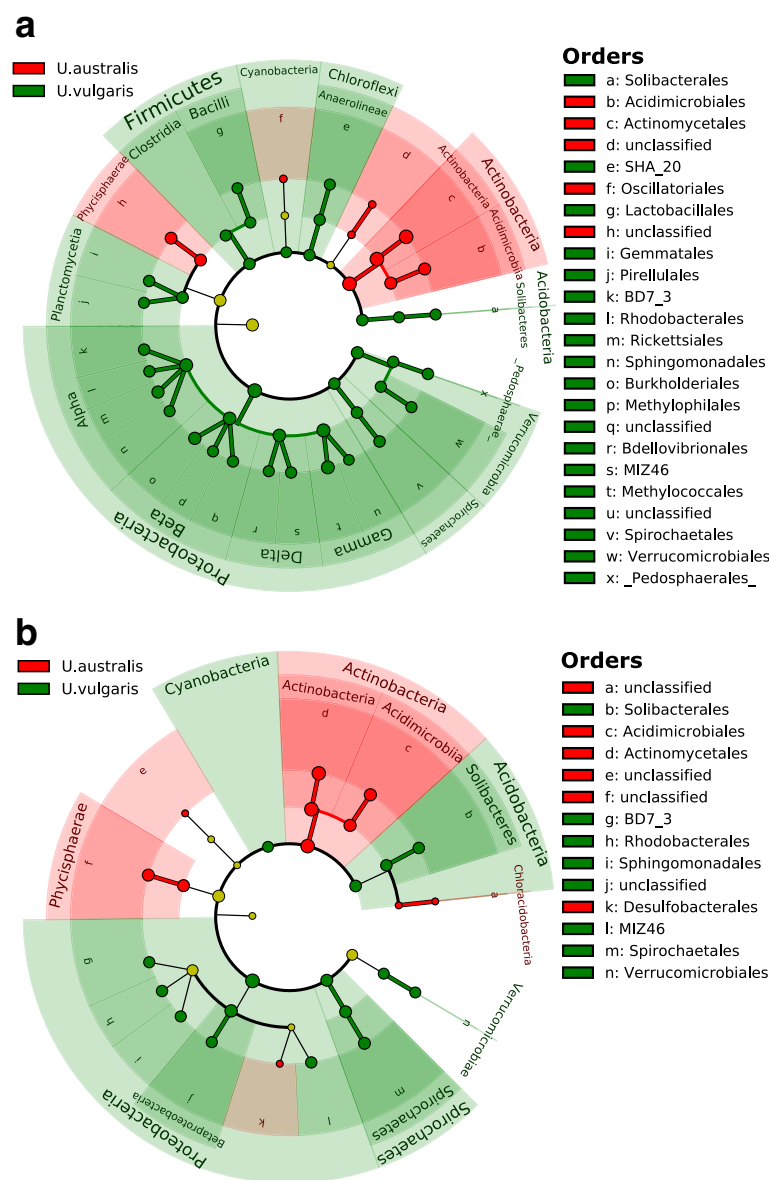 a
U.australis
U.vulgaris
Firmicutes
Clostridia
Bacilli
g
Cyanobacteria
f
Chloroflexi
Anaerolineae
e
d
Actinobacteria
Actinobacteria
c
Acidimicrobiia
b
Acidobacteria
Solibacteres
a
Phycisphaerae
h
Planctomycetia
i
j
k
Alpha
l
m
n
o
Beta
p
q
Proteobacteria
r
Delta
s
t
Gamma
u
v
Spirochaetes
w
Verrucomicrobia
_Pedosphaerae_
x
Orders
a: Solibacterales
b: Acidimicrobiales
c: Actinomycetales
d: unclassified
e: SHA_20
f: Oscillatoriales
g: Lactobacillales
h: unclassified
i: Gemmatales
j: Pirellulales
k: BD7_3
l: Rhodobacterales
m: Rickettsiales
n: Sphingomonadales
o: Burkholderiales
p: Methylophilales
q: unclassified
r: Bdellovibrionales
s: MIZ46
t: Methylococcales
u: unclassified
v: Spirochaetales
w: Verrucomicrobiales
x: _Pedosphaerales_
b
U.australis
U.vulgaris
Cyanobacteria
Actinobacteria
Actinobacteria
d
Acidimicrobiia
c
Acidobacteria
Solibacteres
b
Chloracidobacteria
a
e
Phycisphaerae
f
g
h
i
Proteobacteria
Betaproteobacteria
j
k
l
m
Spirochaetes
Spirochaetes
Verrucomicrobiae
n
Orders
a: unclassified
b: Solibacterales
c: Acidimicrobiales
d: Actinomycetales
e: unclassified
f: unclassified
g: BD7_3
h: Rhodobacterales
i: Sphingomonadales
j: unclassified
k: Desulfobacterales
l: MIZ46
m: Spirochaetales
n: Verrucomicrobiales